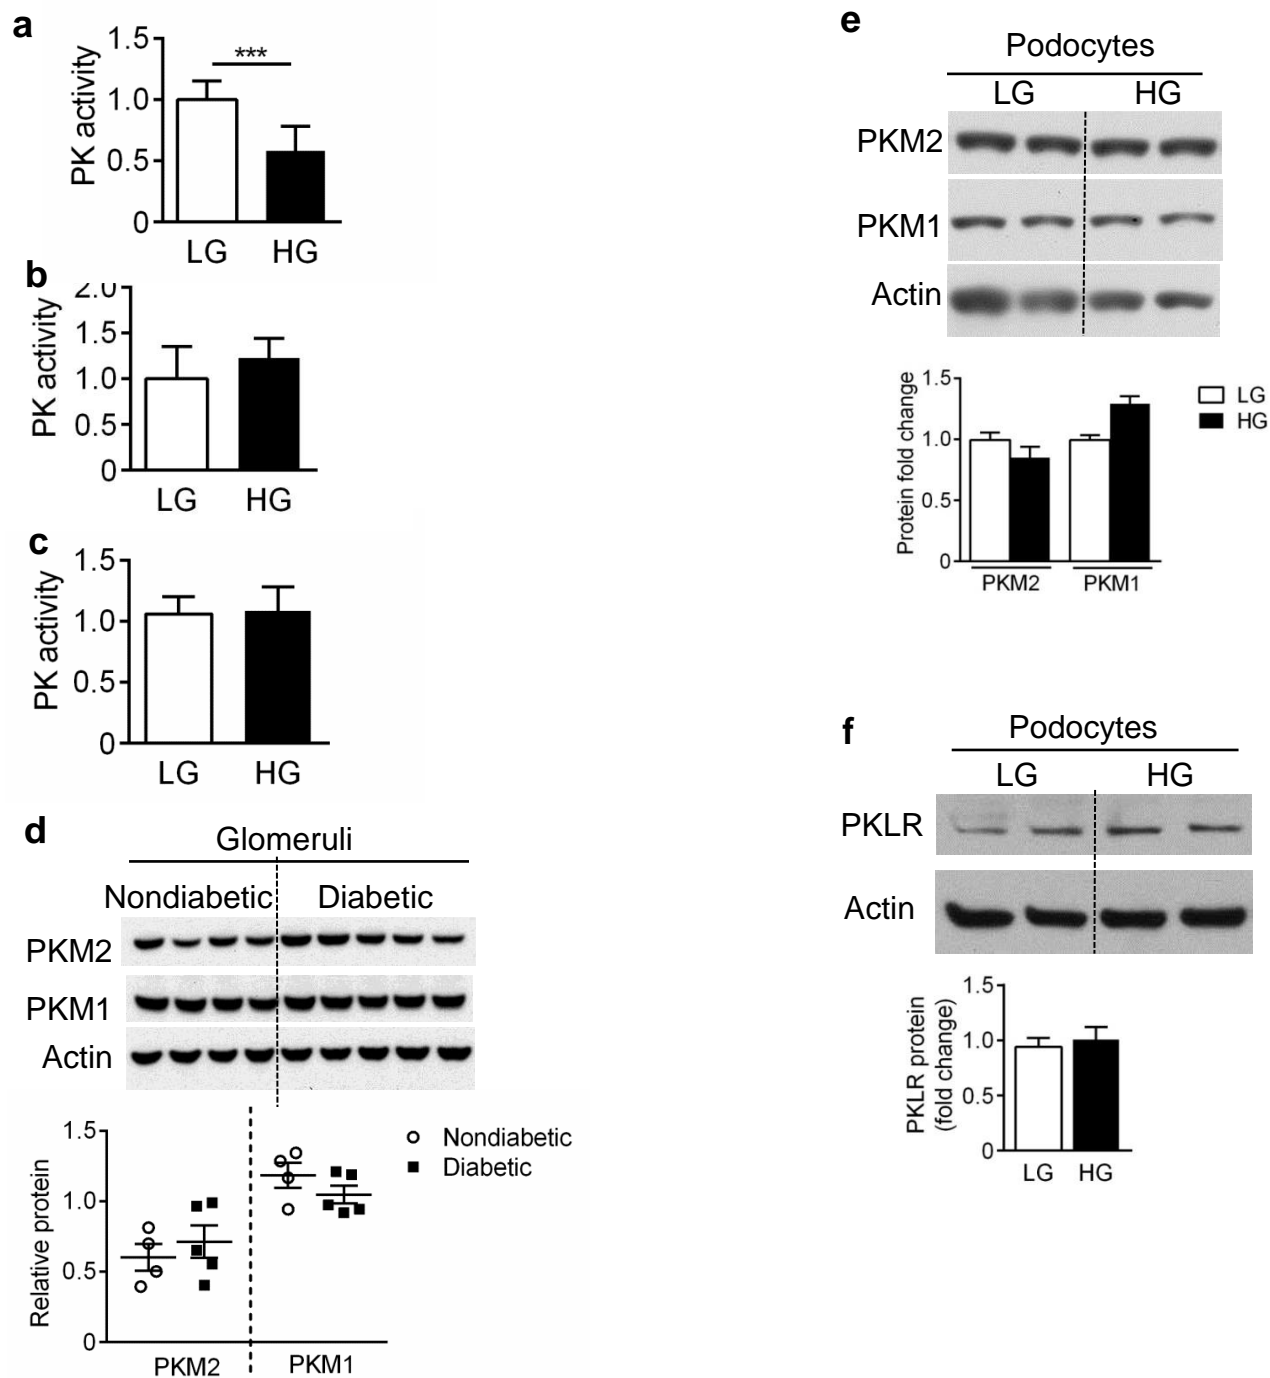 a
1.5
***
1.0
0.5
0
PK activity
LG HG
b
2.0
1.5
1.0
0.5
0
PK activity
LG HG
c
1.5
1.0
0.5
0
PK activity
LG HG
d
Glomeruli
Nondiabetic Diabetic
PKM2
PKM1
Actin
1.5
1.0
0.5
0
Relative protein
Nondiabetic
Diabetic
PKM2 PKM1
e
Podocytes
LG HG
PKM2
PKM1
Actin
1.5
1.0
0.5
0
Protein fold change
LG
HG
PKM2 PKM1
f
Podocytes
LG HG
PKLR
Actin
1.5
1.0
0.5
0
PKLR protein
(fold change)
LG HG